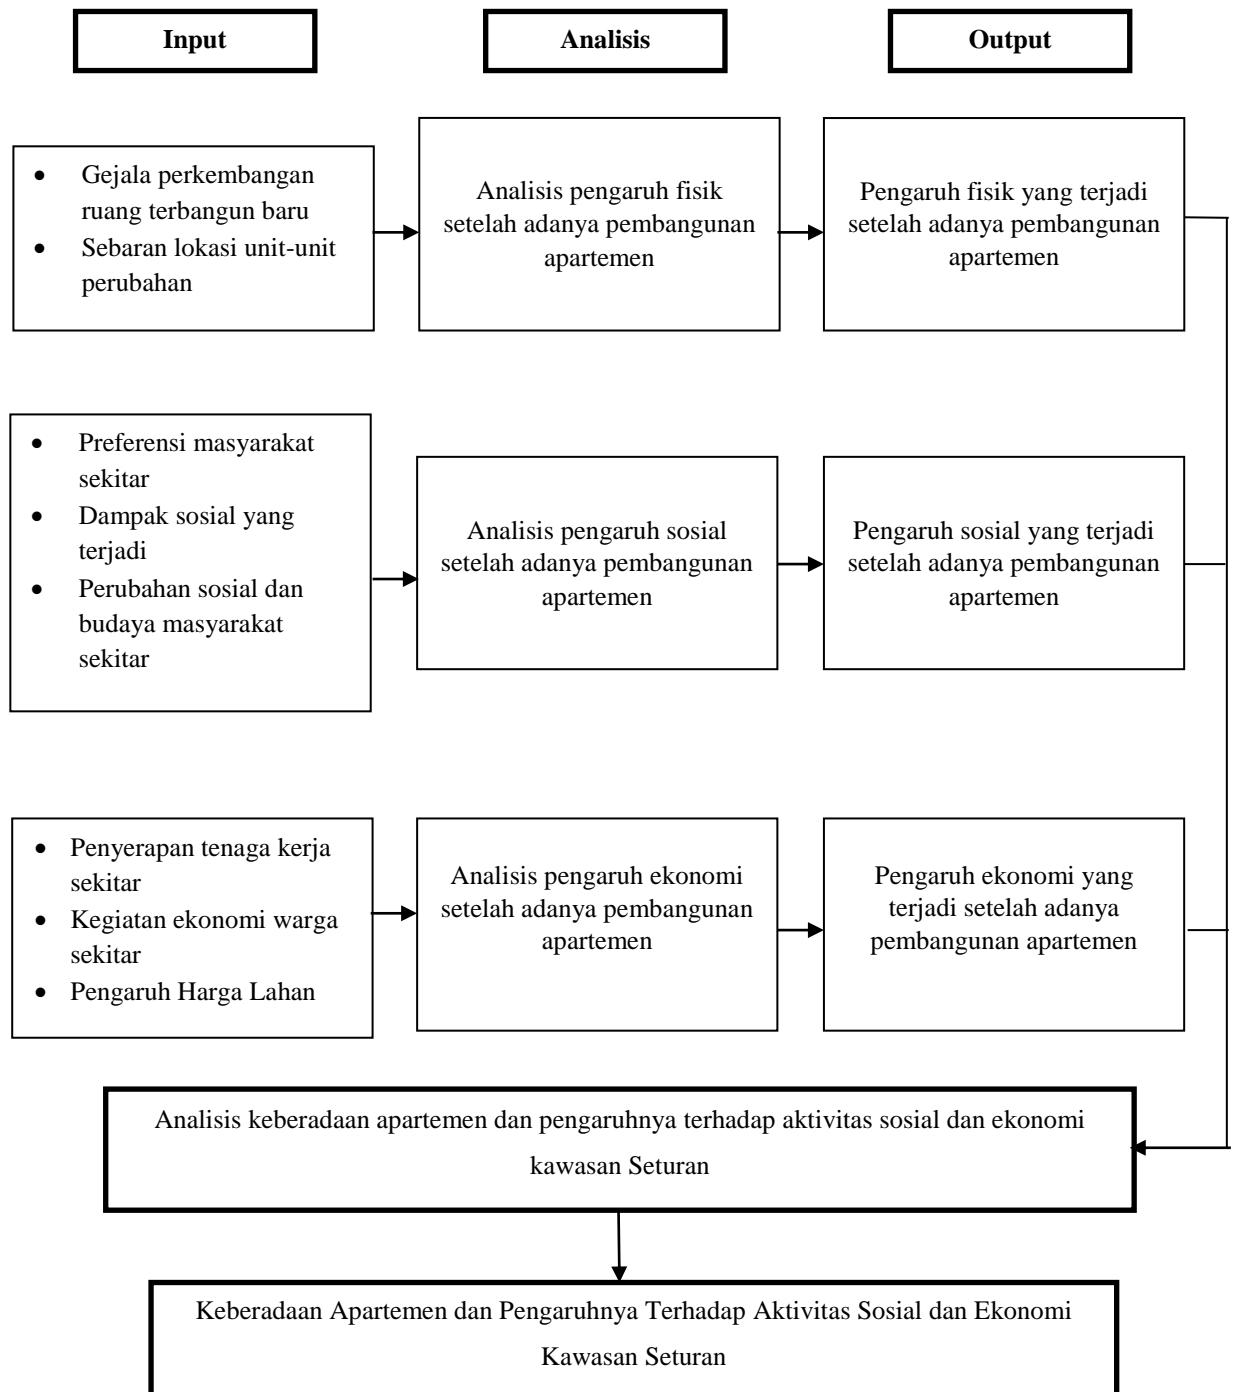 Input
Analisis
Output
• Gejala perkembangan
ruang terbangun baru
• Sebaran lokasi unit-unit
perubahan
Analisis pengaruh fisik
setelah adanya pembangunan
apartemen
Pengaruh fisik yang terjadi
setelah adanya pembangunan
apartemen
• Preferensi masyarakat
sekitar
• Dampak sosial yang
terjadi
• Perubahan sosial dan
budaya masyarakat
sekitar
Analisis pengaruh sosial
setelah adanya pembangunan
apartemen
Pengaruh sosial yang terjadi
setelah adanya pembangunan
apartemen
• Penyerapan tenaga kerja
sekitar
• Kegiatan ekonomi warga
sekitar
• Pengaruh Harga Lahan
Analisis pengaruh ekonomi
setelah adanya pembangunan
apartemen
Pengaruh ekonomi yang
terjadi setelah adanya
pembangunan apartemen
Analisis keberadaan apartemen dan pengaruhnya terhadap aktivitas sosial dan ekonomi
kawasan Seturan
Keberadaan Apartemen dan Pengaruhnya Terhadap Aktivitas Sosial dan Ekonomi
Kawasan Seturan